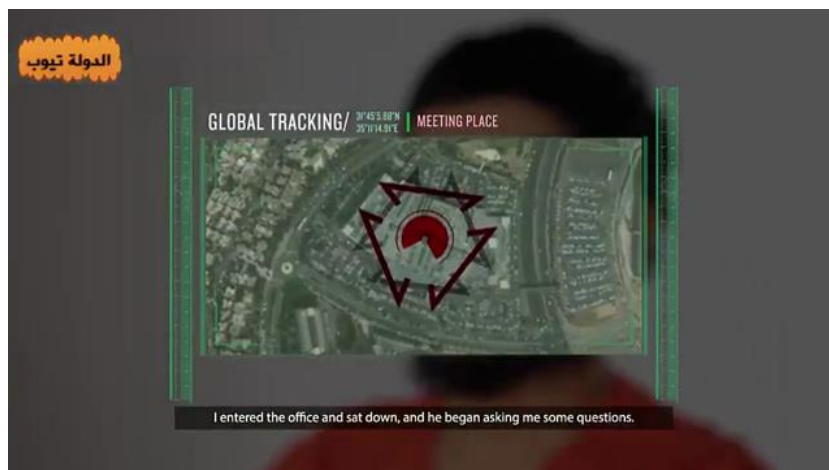 الدولة تيوب
GLOBAL TRACKING/ 31°45'5.88"N | MEETING PLACE
35°11'14.91"E
I entered the office and sat down, and he began asking me some questions.